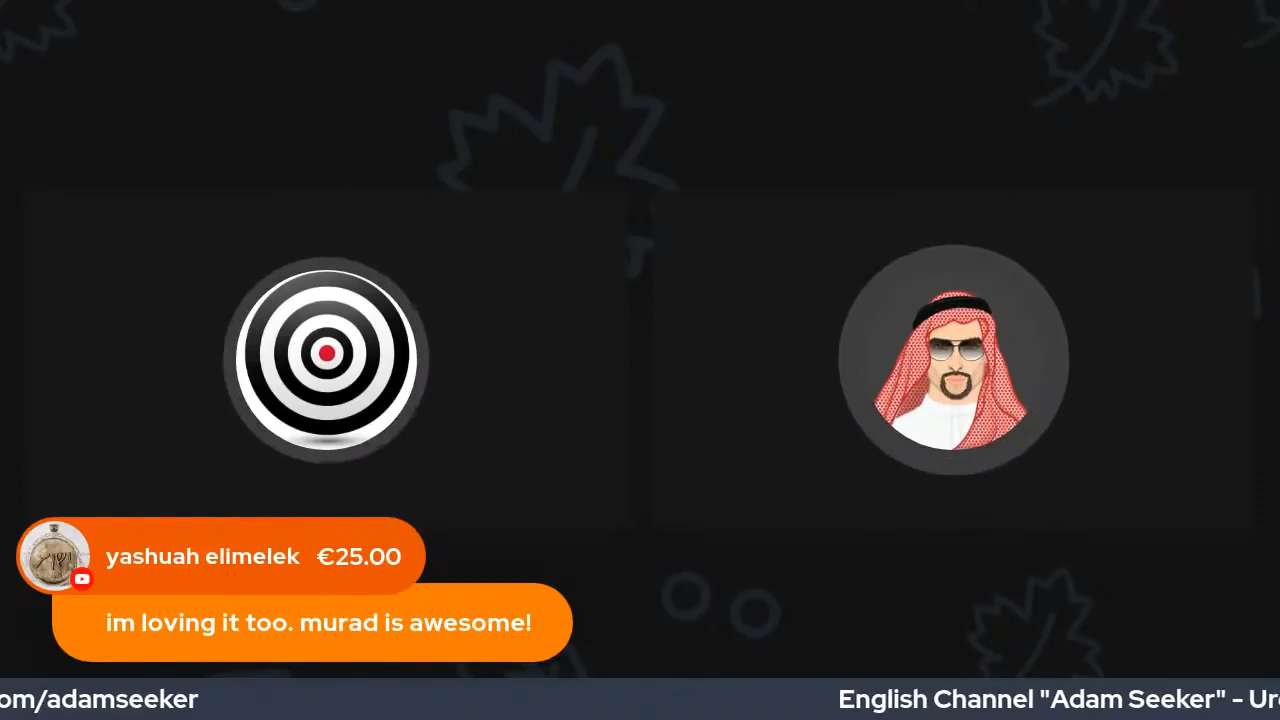 yashuah elimelek €25.00
im loving it too. murad is awesome!
om/adamseeker English Channel "Adam Seeker" - Ur